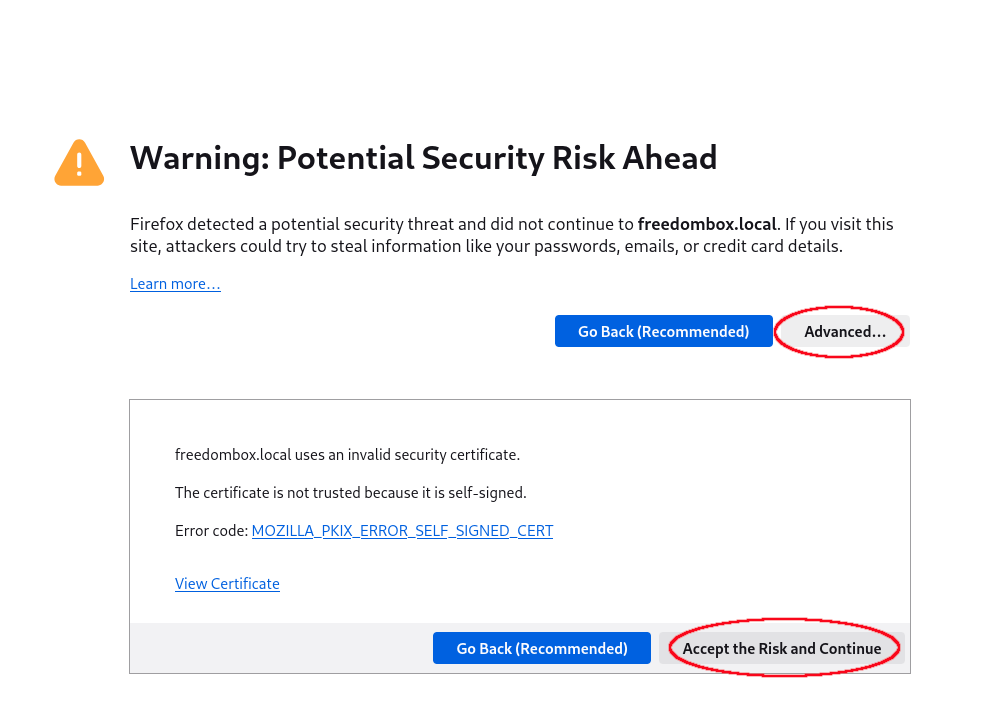 Warning: Potential Security Risk Ahead
Firefox detected a potential security threat and did not continue to freedombox.local. If you visit this
site, attackers could try to steal information like your passwords, emails, or credit card details.
Learn more…
Go Back (Recommended) Advanced…
freedombox.local uses an invalid security certificate.
The certificate is not trusted because it is self-signed.
Error code: MOZILLA_PKIX_ERROR_SELF_SIGNED_CERT
View Certificate
Go Back (Recommended) Accept the Risk and Continue